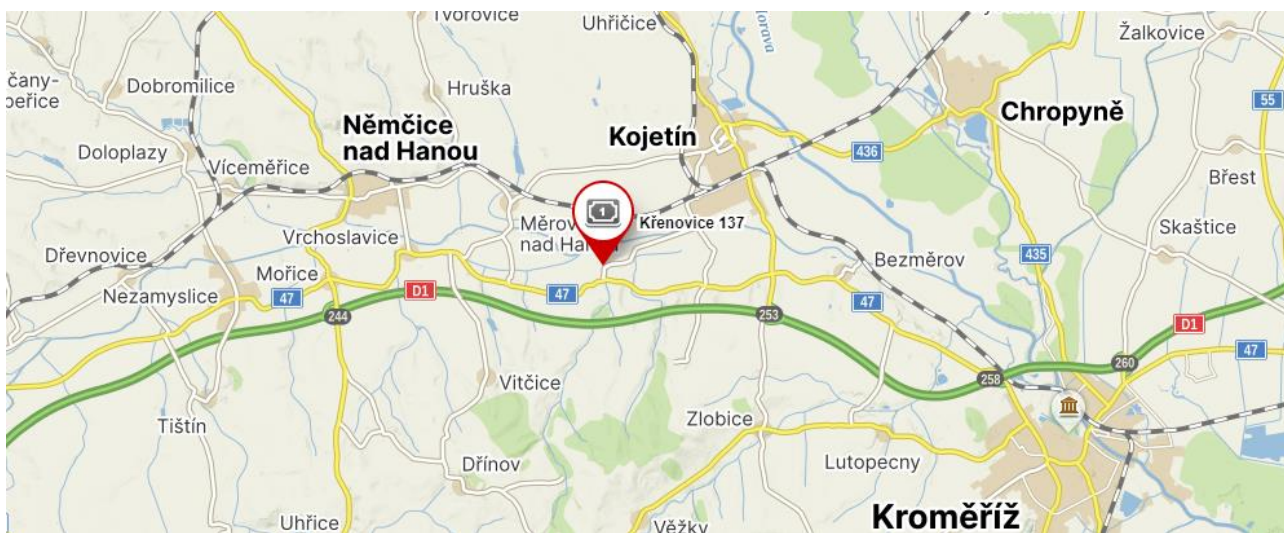 Tvorovice
Uhřičice
Žalkovice
čany-
peřice
Dobromilice
Hruška
55
Chropyně
Němčice
nad Hanou
Kojetín
Doloplazy
436
Víceměřice
Břest
1
Křenovice 137
Měrov
nad Han
Skaštice
Vrchoslavice
Dřevnovice
Mořice
Bezměrov
435
Nezamyslice
47
D1
47
47
244
253
D1
47
260
258
Vitčice
Tištín
Zlobice
Dřínov
Lutopecny
Uhřice
Věžky
Kroměříž